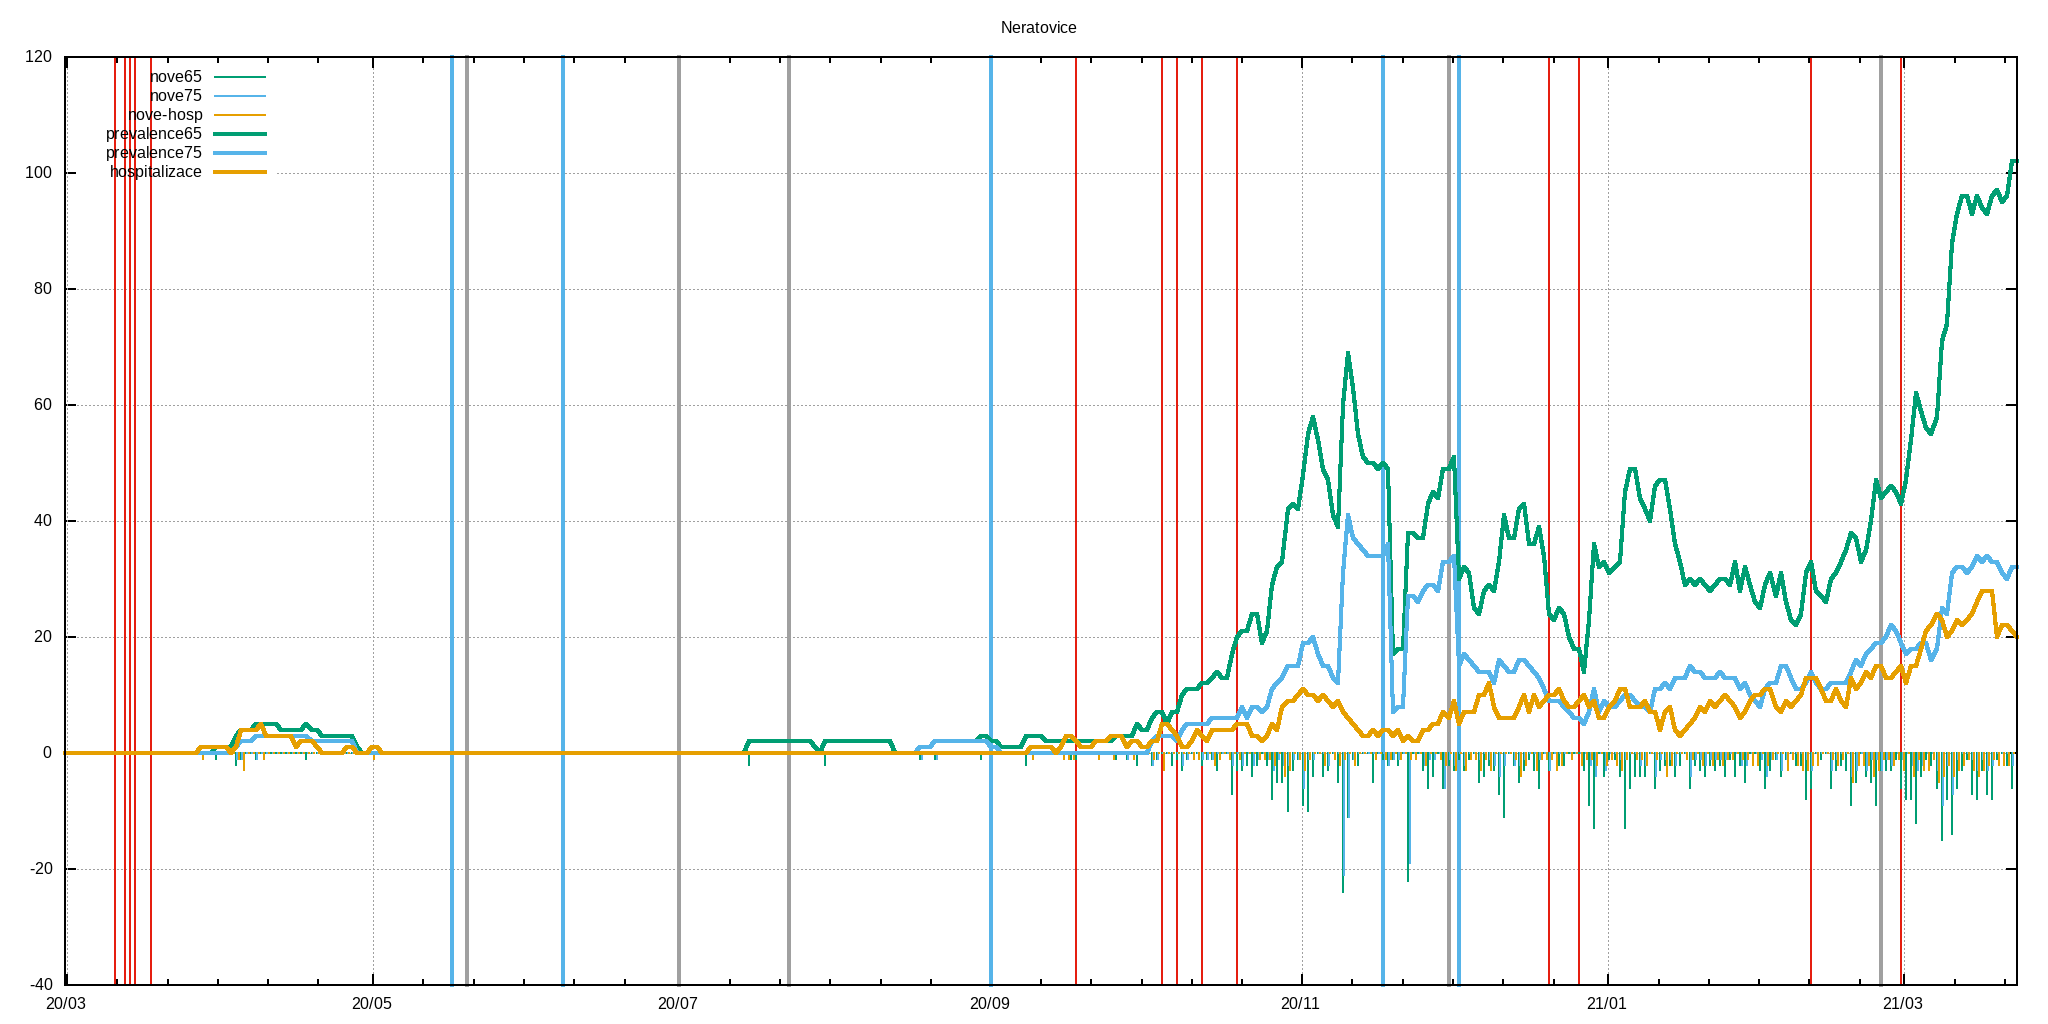 Neratovice
120
100
80
60
40
20
0
-20
-40
nove65
nove75
nove-hosp
prevalence65
prevalence75
hospitalizace
20/03 20/05 20/07 20/09 20/11 21/01 21/03